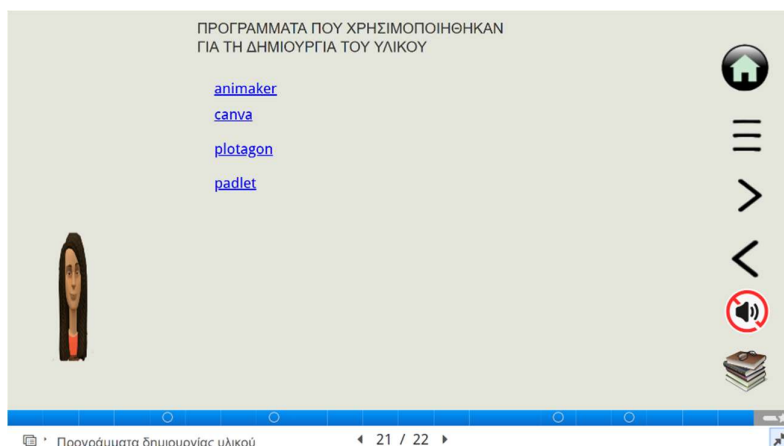 ΠΡΟΓΡΑΜΜΑΤΑ ΠΟΥ ΧΡΗΣΙΜΟΠΟΙΗΘΗΚΑΝ
ΓΙΑ ΤΗ ΔΗΜΙΟΥΡΓΙΑ ΤΟΥ ΥΛΙΚΟΥ
animaker
canva
plotagon
padlet
Προγράμματα δημιουργίας υλικού
21 / 22